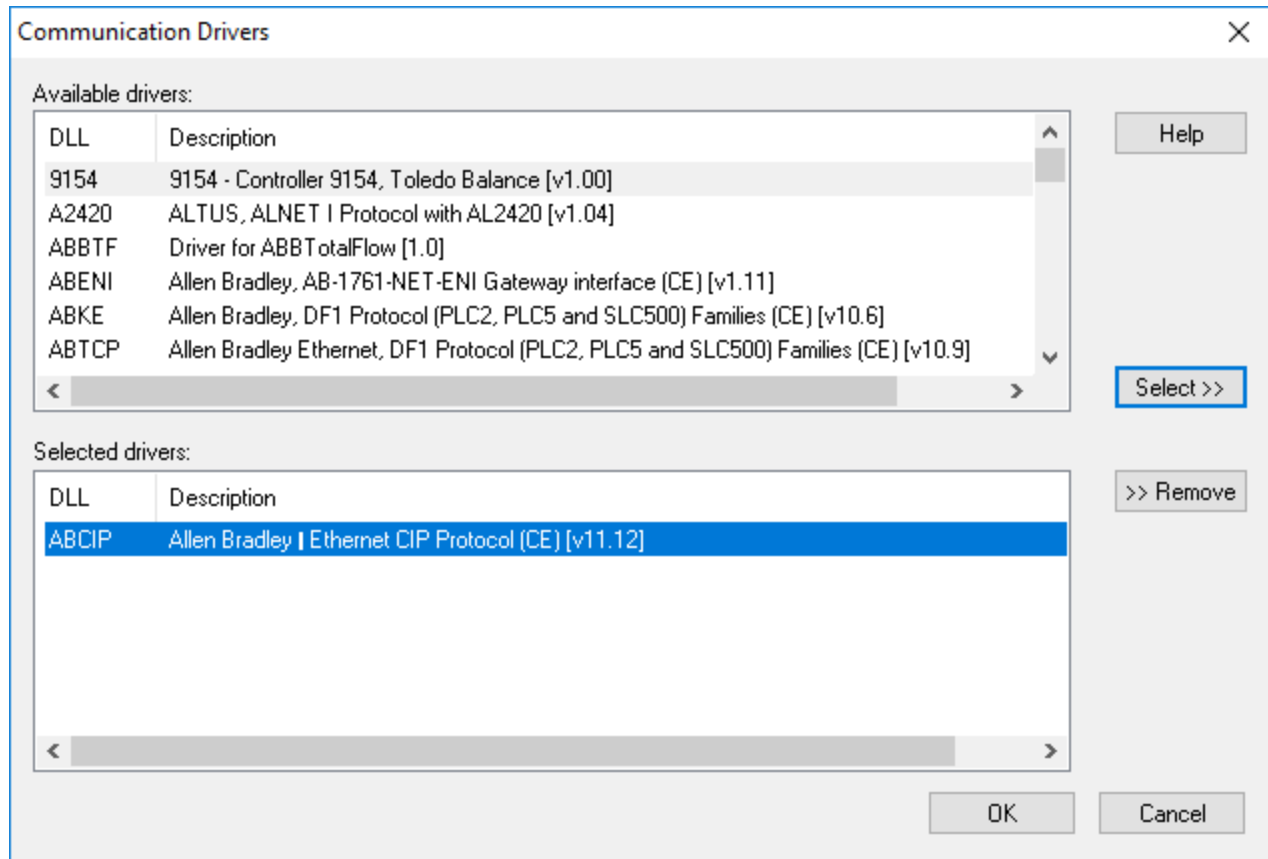 Communication Drivers
Available drivers:
DLL Description
Help
9154 9154 - Controller 9154, Toledo Balance [v1.00]
A2420 ALTUS, ALNET I Protocol with AL2420 [v1.04]
ABBTF Driver for ABBTotalFlow [1.0]
ABENI Allen Bradley, AB-1761-NET-ENI Gateway interface (CE) [v1.11]
ABKE Allen Bradley, DF1 Protocol (PLC2, PLC5 and SLC500) Families (CE) [v10.6]
ABTCP Allen Bradley Ethernet, DF1 Protocol (PLC2, PLC5 and SLC500) Families (CE) [v10.9]
Select >>
Selected drivers:
DLL Description
>> Remove
ABCIP Allen Bradley | Ethernet CIP Protocol (CE) [v11.12]
OK Cancel